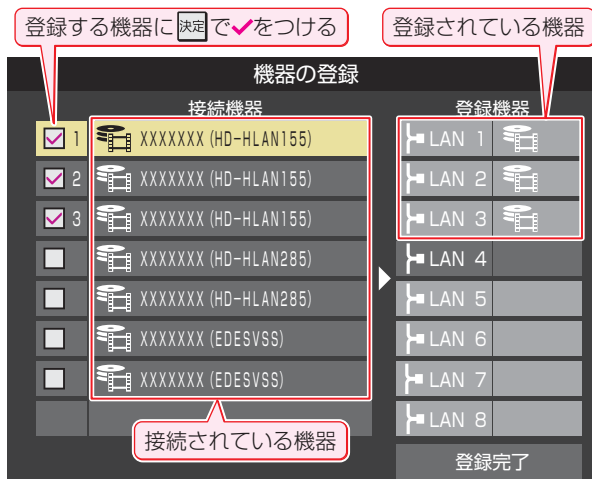 登録する機器に決定で✓をつける
登録されている機器
機器の登録
接続機器
登録機器
1 XXXXXXX (HD-HLAN155)
LAN 1
2 XXXXXXX (HD-HLAN155)
LAN 2
3 XXXXXXX (HD-HLAN155)
LAN 3
XXXXXXX (HD-HLAN285)
LAN 4
XXXXXXX (HD-HLAN285)
LAN 5
XXXXXXX (EDESVSS)
LAN 6
XXXXXXX (EDESVSS)
LAN 7
接続されている機器
LAN 8
登録完了